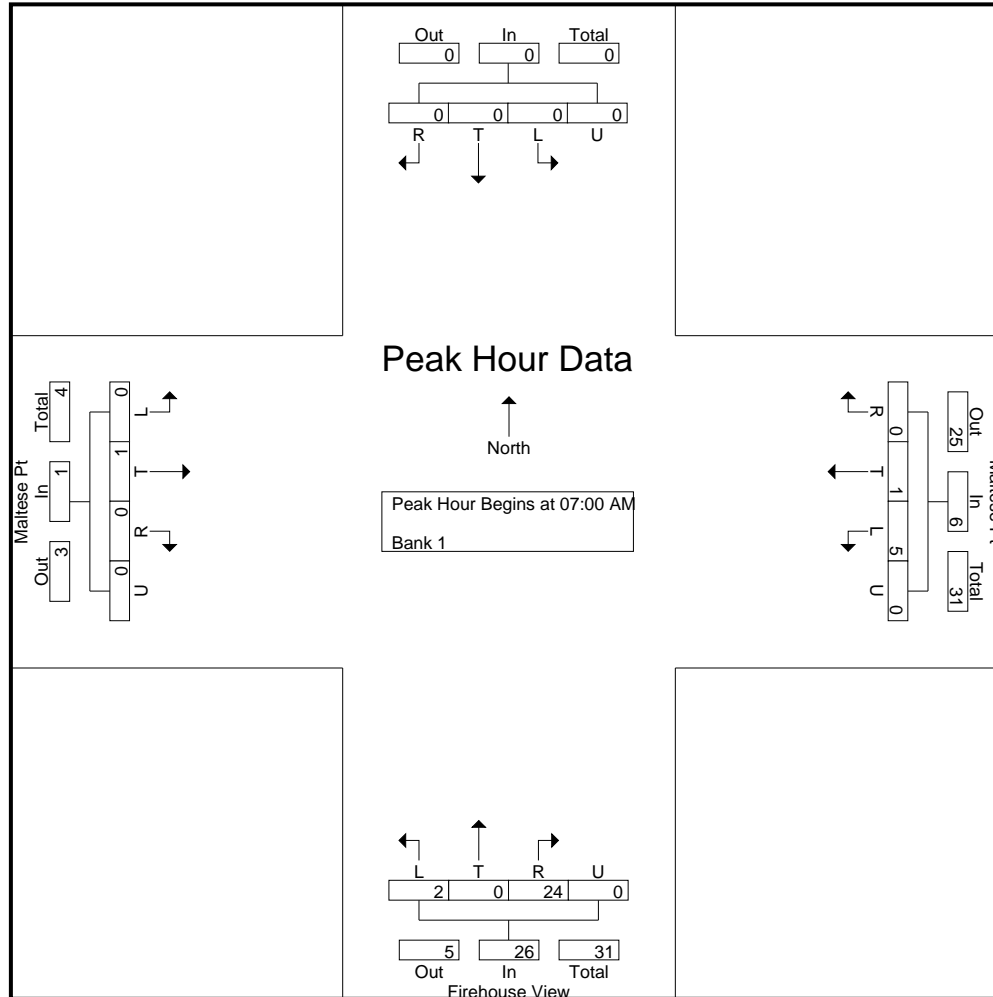 Out In Total
0 0 0
0 0 0 0
R T L U
Peak Hour Data
North
Peak Hour Begins at 07:00 AM
Bank 1
Maltese Pt
Total In Out
4 1 3
0 1 0 0
L T R U
R T L U
0 1 5 0
Out In Total
25 6 31
L T R U
2 0 24 0
5 26 31
Out In Total
Firehouse View